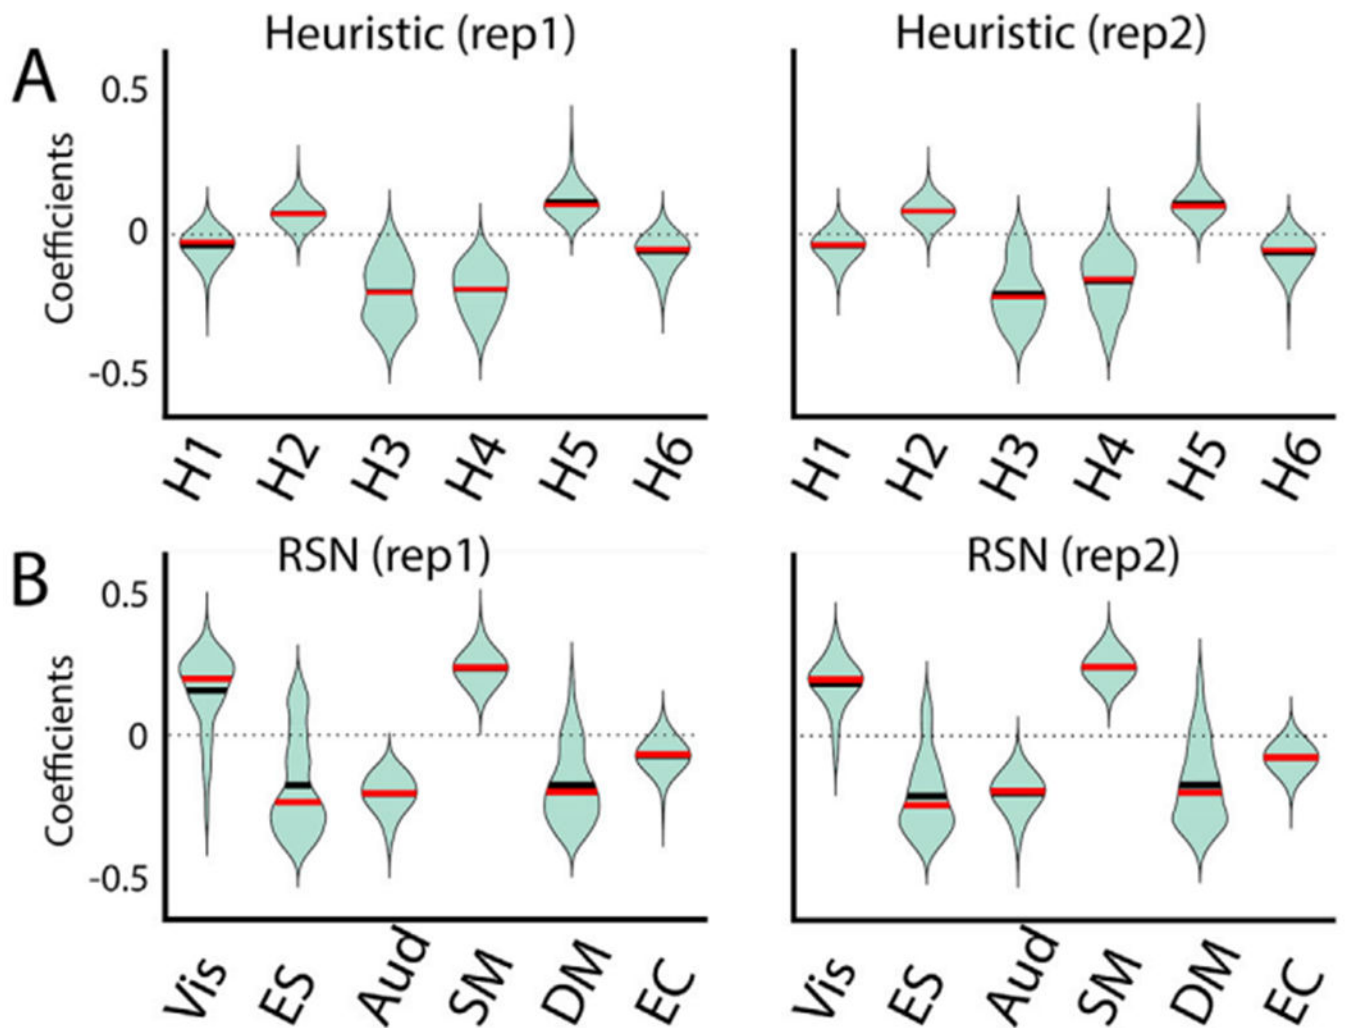 A
Heuristic (rep1)
Heuristic (rep2)
0.5
0
-0.5
Coefficients
H1 H2 H3 H4 H5 H6
H1 H2 H3 H4 H5 H6
B
RSN (rep1)
RSN (rep2)
0.5
0
-0.5
Coefficients
Vis ES Aud SM DM EC
Vis ES Aud SM DM EC